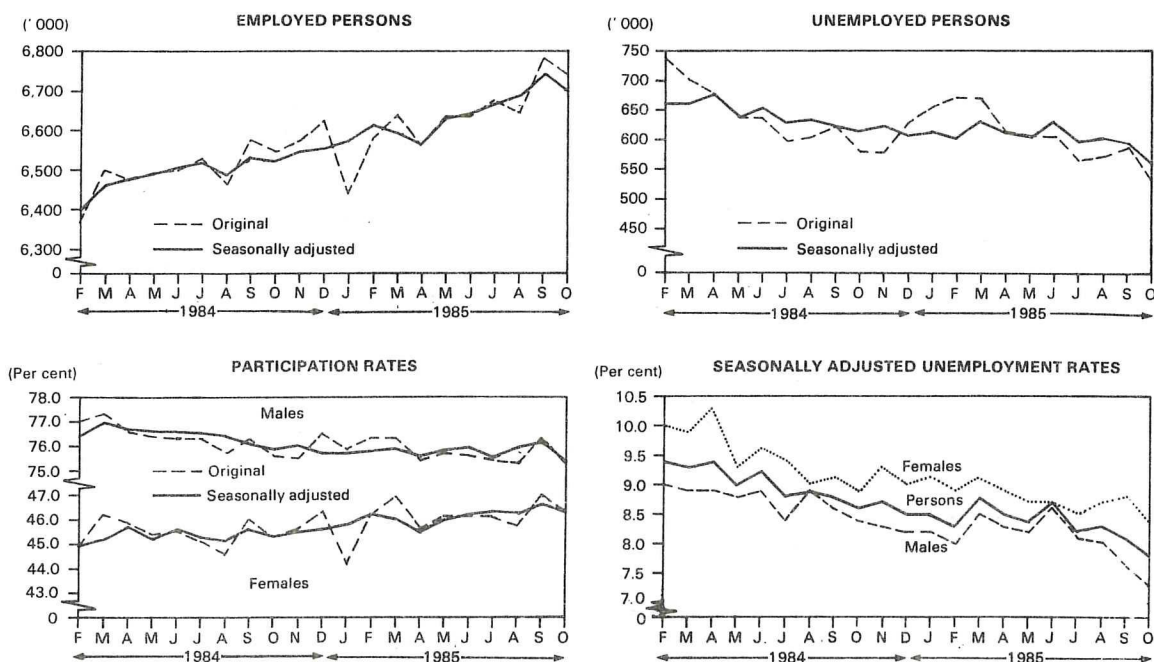 EMPLOYED PERSONS
(' 000)
6,800
6,700
6,600
6,500
6,400
6,300
0
Original
Seasonally adjusted
F M A M J J A S O N D J F M A M J J A S O
1984 1985
UNEMPLOYED PERSONS
(' 000)
750
700
650
600
550
500
450
0
Original
Seasonally adjusted
F M A M J J A S O N D J F M A M J J A S O
1984 1985
PARTICIPATION RATES
(Per cent)
78.0
77.0
76.0
75.0
47.0
46.0
45.0
44.0
43.0
0
Males
Original
Seasonally adjusted
Females
F M A M J J A S O N D J F M A M J J A S O
1984 1985
SEASONALLY ADJUSTED UNEMPLOYMENT RATES
(Per cent)
10.5
10.0
9.5
9.0
8.5
8.0
7.5
7.0
0
Females
Persons
Males
F M A M J J A S O N D J F M A M J J A S O
1984 1985